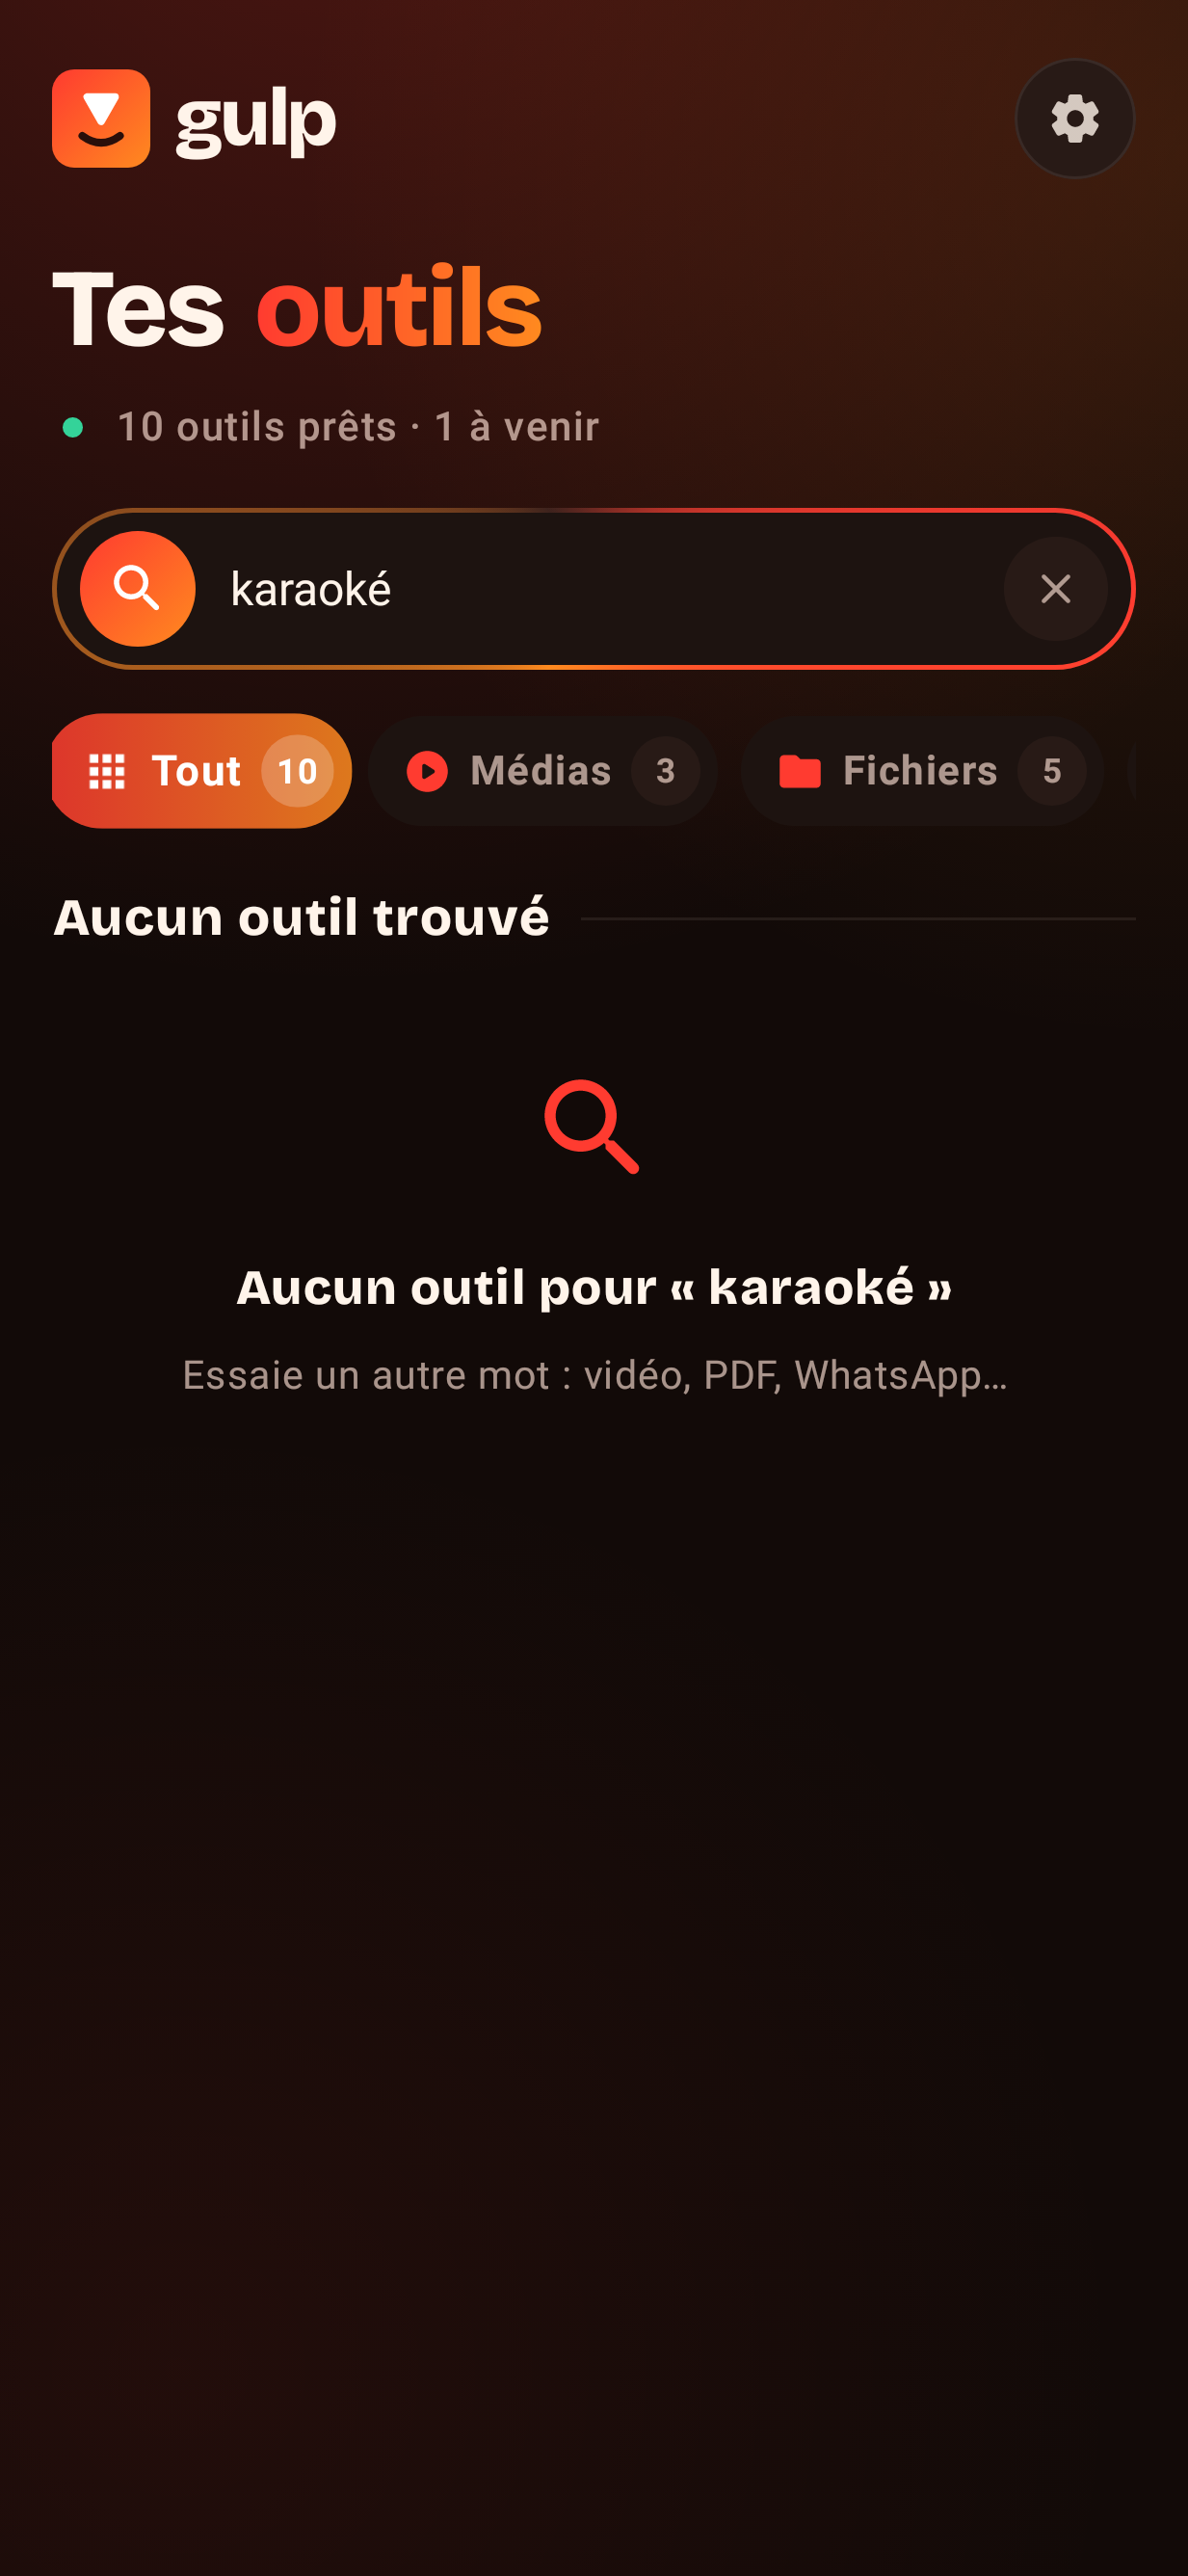 gulp
Tes outils
10 outils prêts · 1 à venir
karaoké
Tout 10 Médias 3 Fichiers 5
Aucun outil trouvé
Aucun outil pour « karaoké »
Essaie un autre mot : vidéo, PDF, WhatsApp…